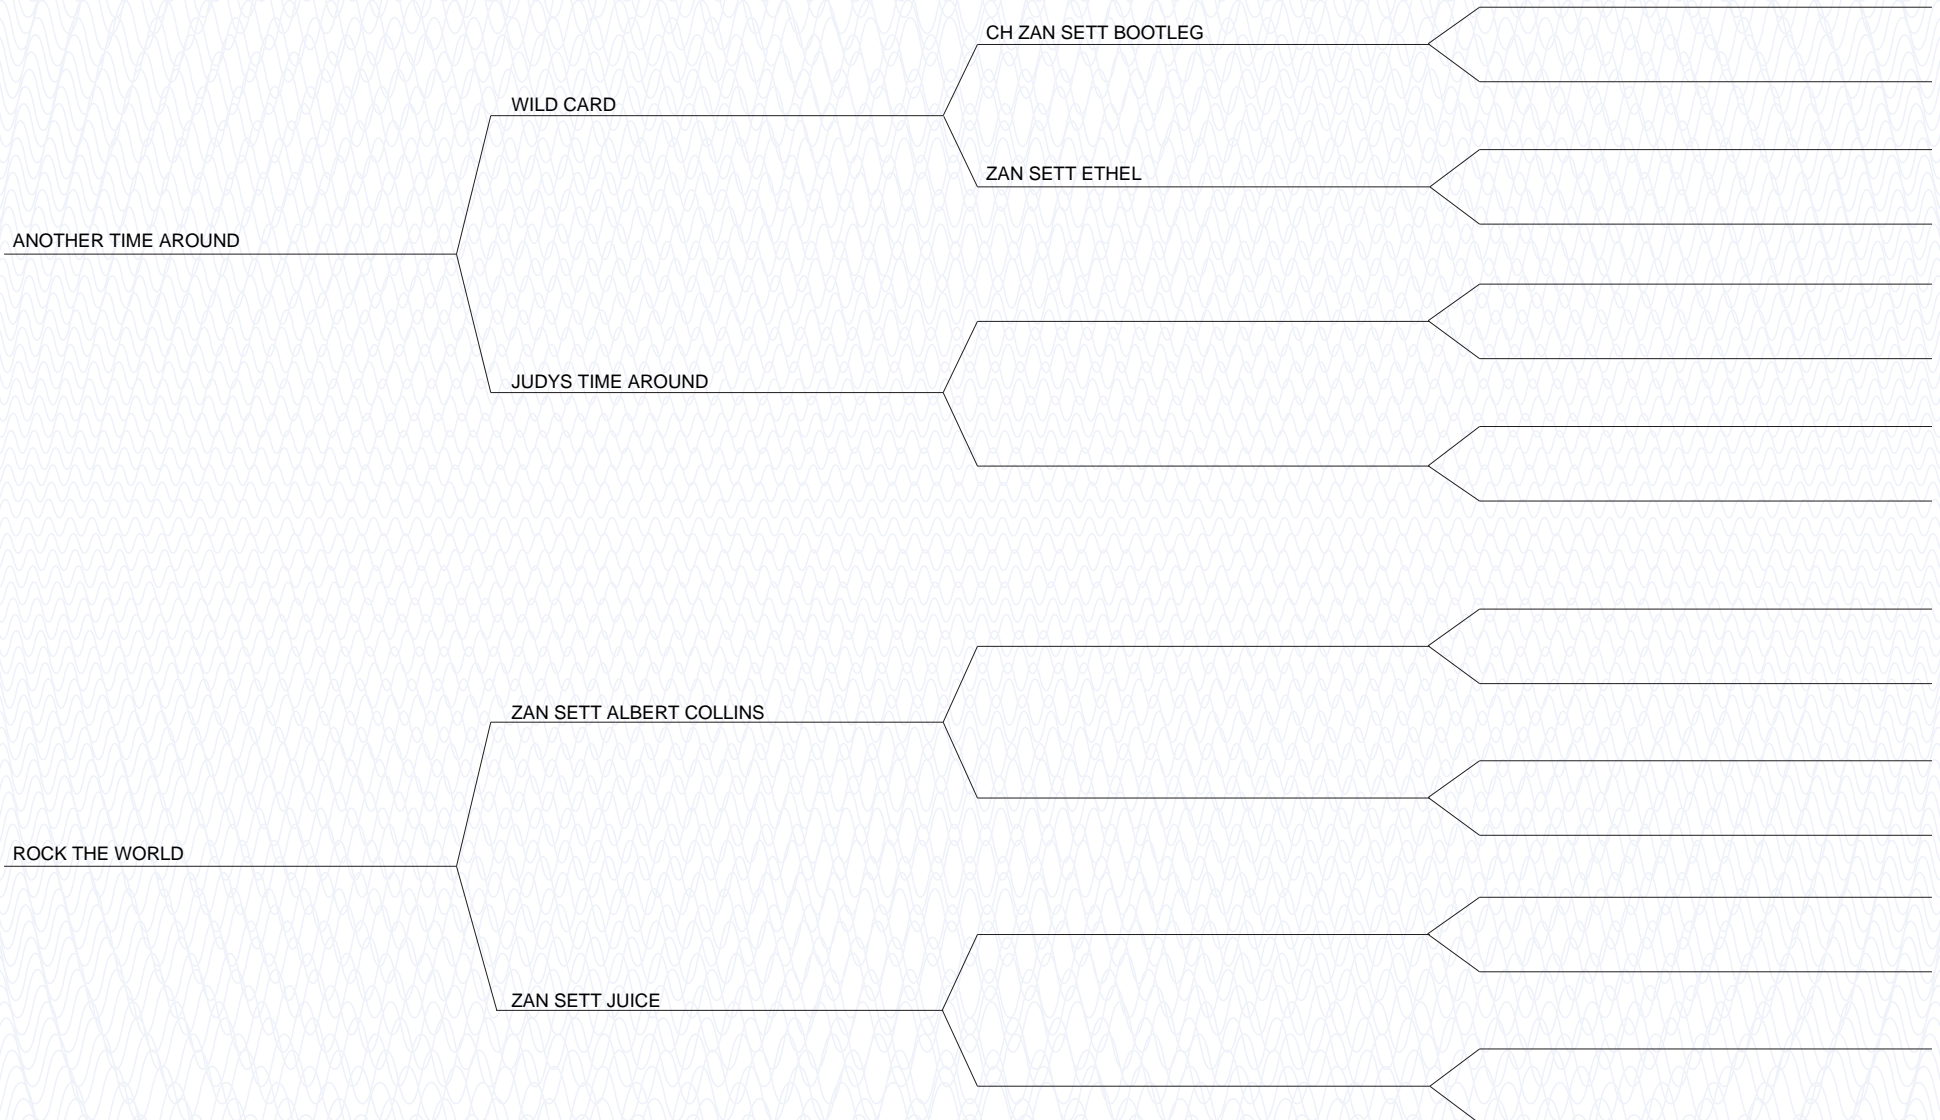 CH ZAN SETT BOOTLEG
WILD CARD
ZAN SETT ETHEL
ANOTHER TIME AROUND
JUDYS TIME AROUND
ZAN SETT ALBERT COLLINS
ROCK THE WORLD
ZAN SETT JUICE